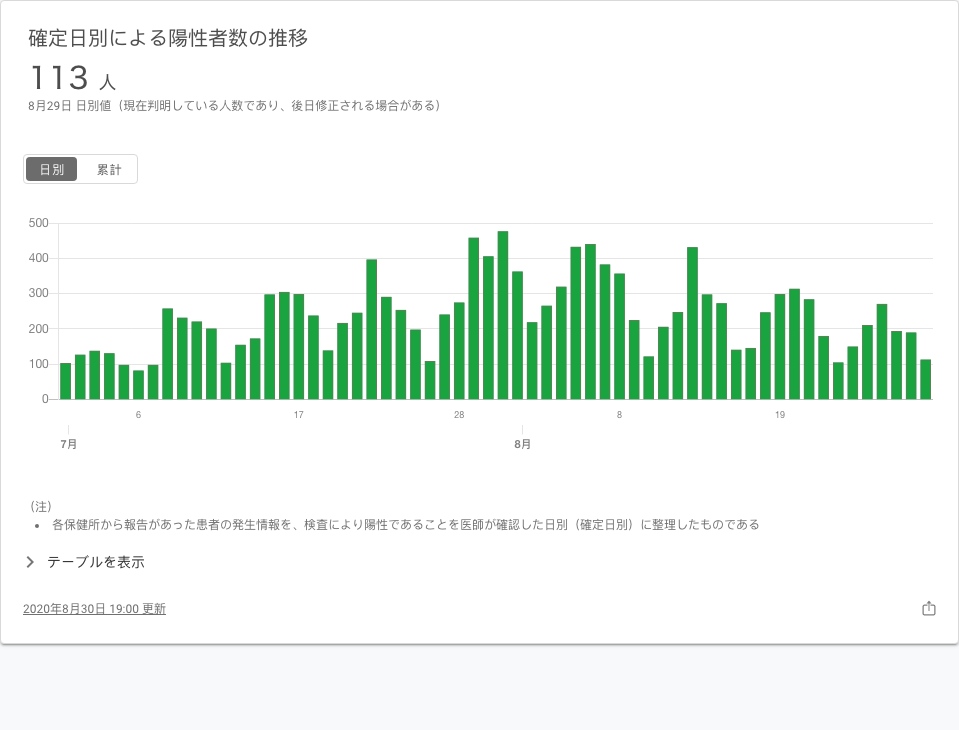 確定日別による陽性者数の推移
113 人
8月29日 日別値（現在判明している人数であり、後日修正される場合がある）
日別 累計
500
400
300
200
100
0
6 17 28 8 19
7月 8月
（注）
• 各保健所から報告があった患者の発生情報を、検査により陽性であることを医師が確認した日別（確定日別）に整理したものである
テーブルを表示
2020年8月30日 19:00 更新